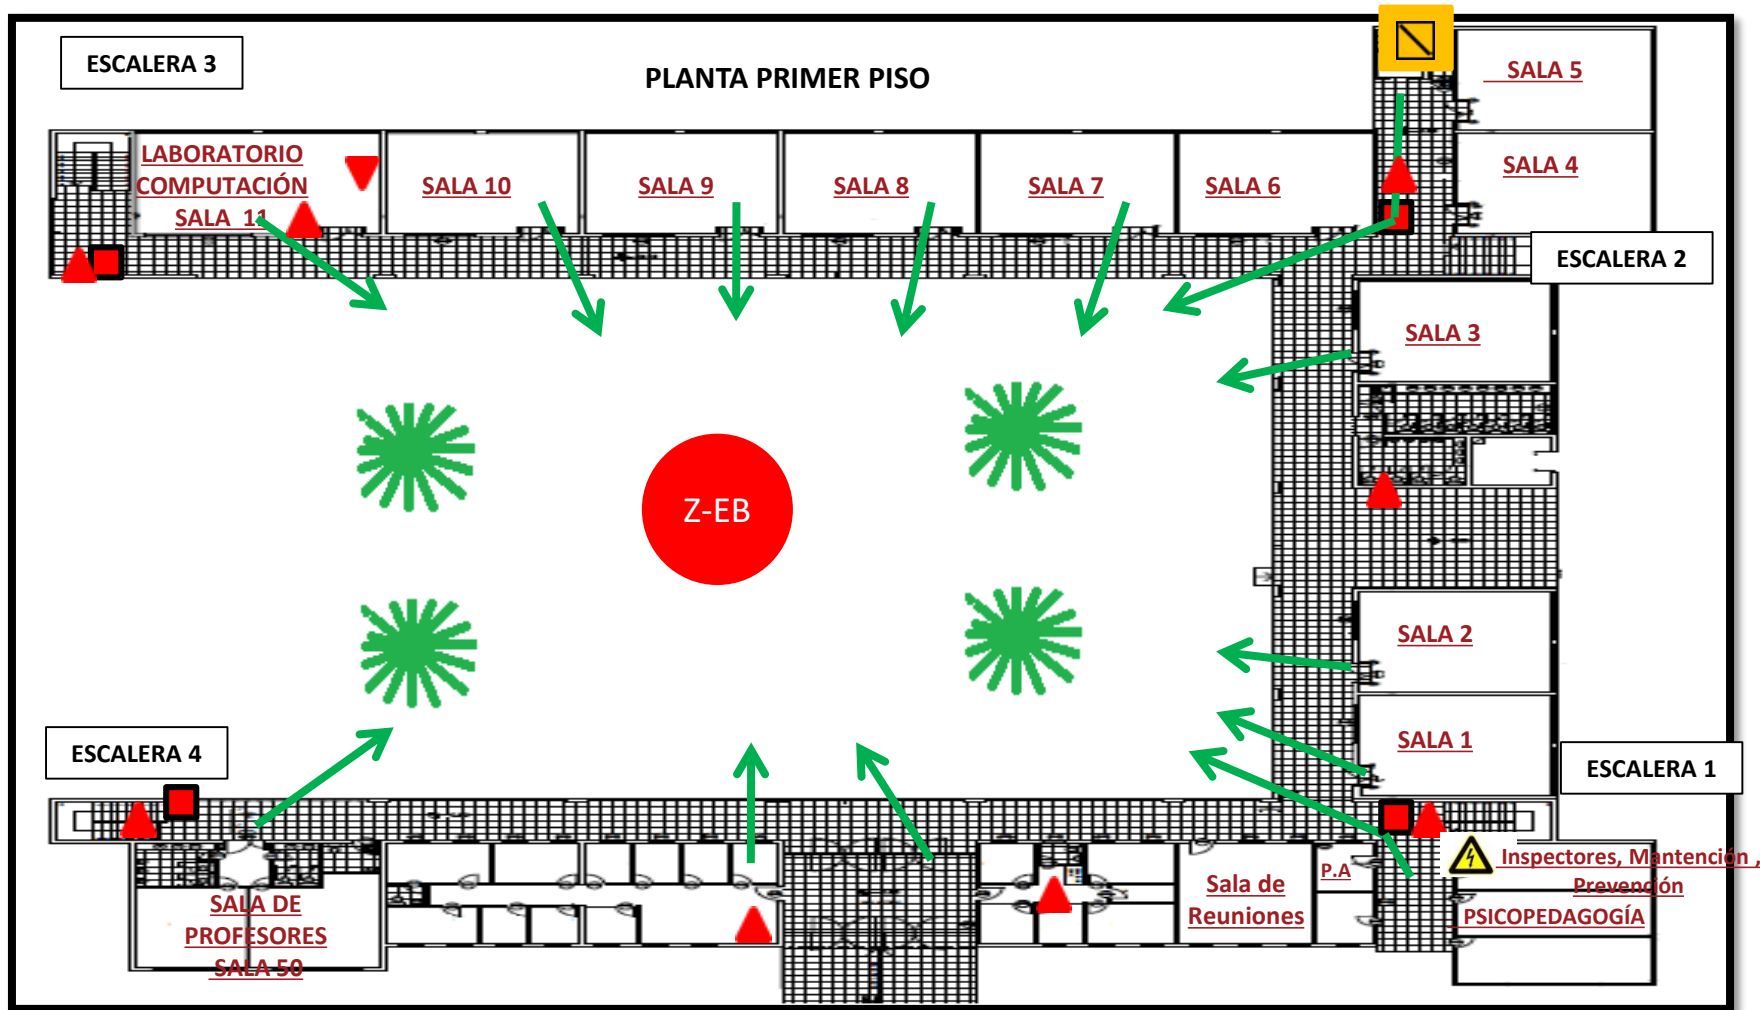 ESCALERA 3
PLANTA PRIMER PISO
SALA 5
SALA 4
LABORATORIO
COMPUTACIÓN
SALA 11
SALA 10
SALA 9
SALA 8
SALA 7
SALA 6
ESCALERA 2
SALA 3
Z-EB
SALA 2
SALA 1
ESCALERA 4
ESCALERA 1
Inspectores, Mantención ,
Prevención
PSICOPEDAGOGÍA
P.A
Sala de
Reuniones
SALA DE
PROFESORES
SALA 50